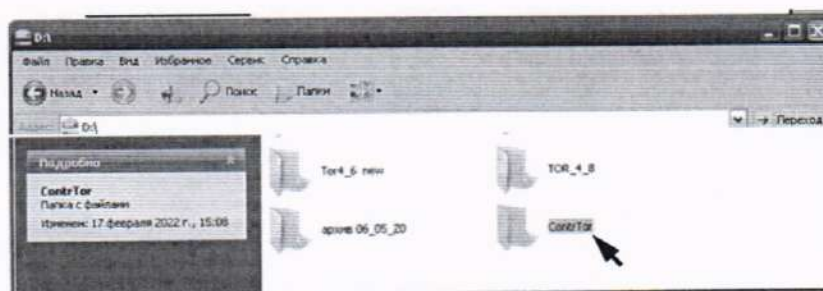 D:\
Файл Правка Вид Избранное Сервис Справка
Назад Поиск Папки
Адрес: D:\ Переход
Подробно
ContrTor
Папка с файлами
Изменен: 17 февраля 2022 г., 15:08
Tor4_6 new
TOR_4_8
архив 06_05_20
ContrTor